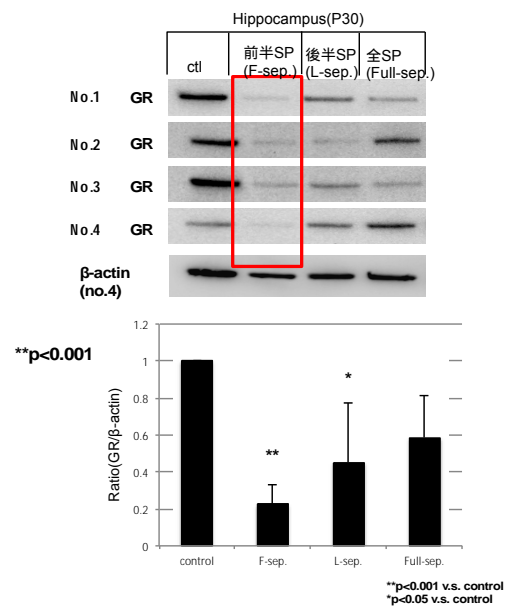 Hippocampus(P30)
ctl
前半SP
(F-sep.)
後半SP
(L-sep.)
全SP
(Full-sep.)
No.1 GR
No.2 GR
No.3 GR
No.4 GR
β-actin
(no.4)
**p<0.001
Ratio(GR/β-actin)
1.2
1
0.8
0.6
0.4
0.2
0
**
*
control F-sep. L-sep. Full-sep.
**p<0.001 v.s. control
*p<0.05 v.s. control